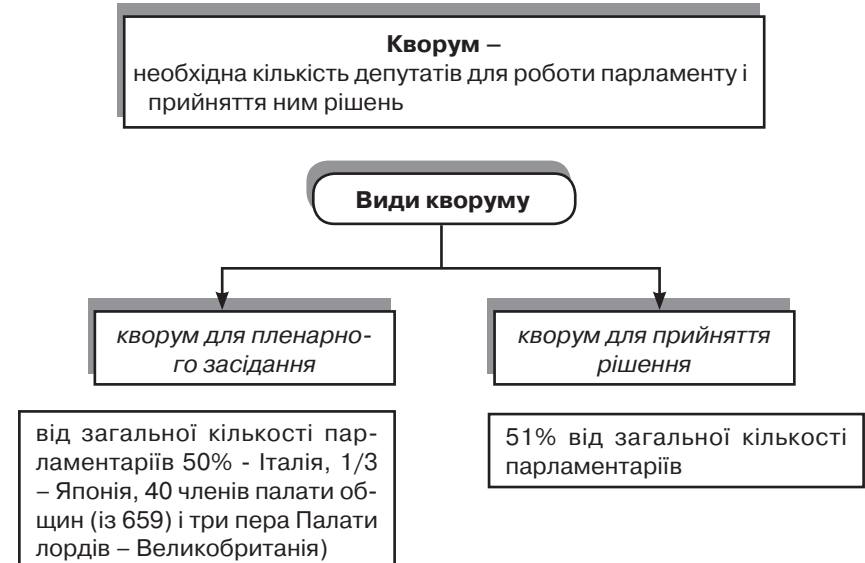 Кворум –
необхідна кількість депутатів для роботи парламенту і
прийняття ним рішень
Види кворуму
кворум для пленарно-
го засідання
кворум для прийняття
рішення
від загальної кількості пар-
ламентаріїв 50% - Італія, 1/3
– Японія, 40 членів палати об-
щин (із 659) і три пера Палати
лордів – Великобританія)
51% від загальної кількості
парламентаріїв